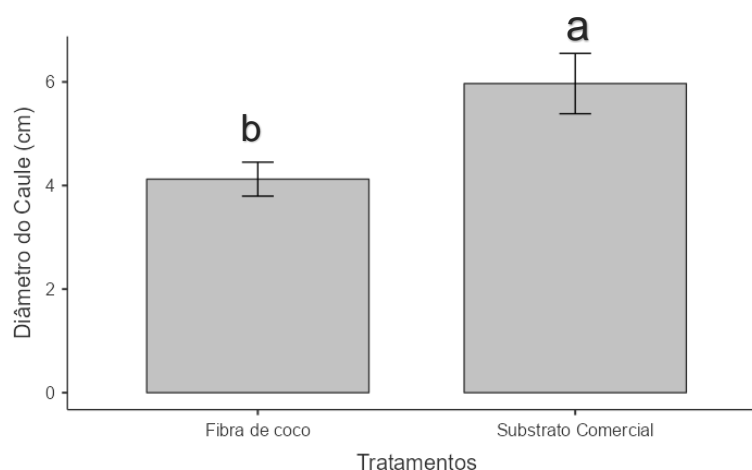 a
b
6
4
2
0
Diâmetro do Caule (cm)
Fibra de coco
Substrato Comercial
Tratamentos